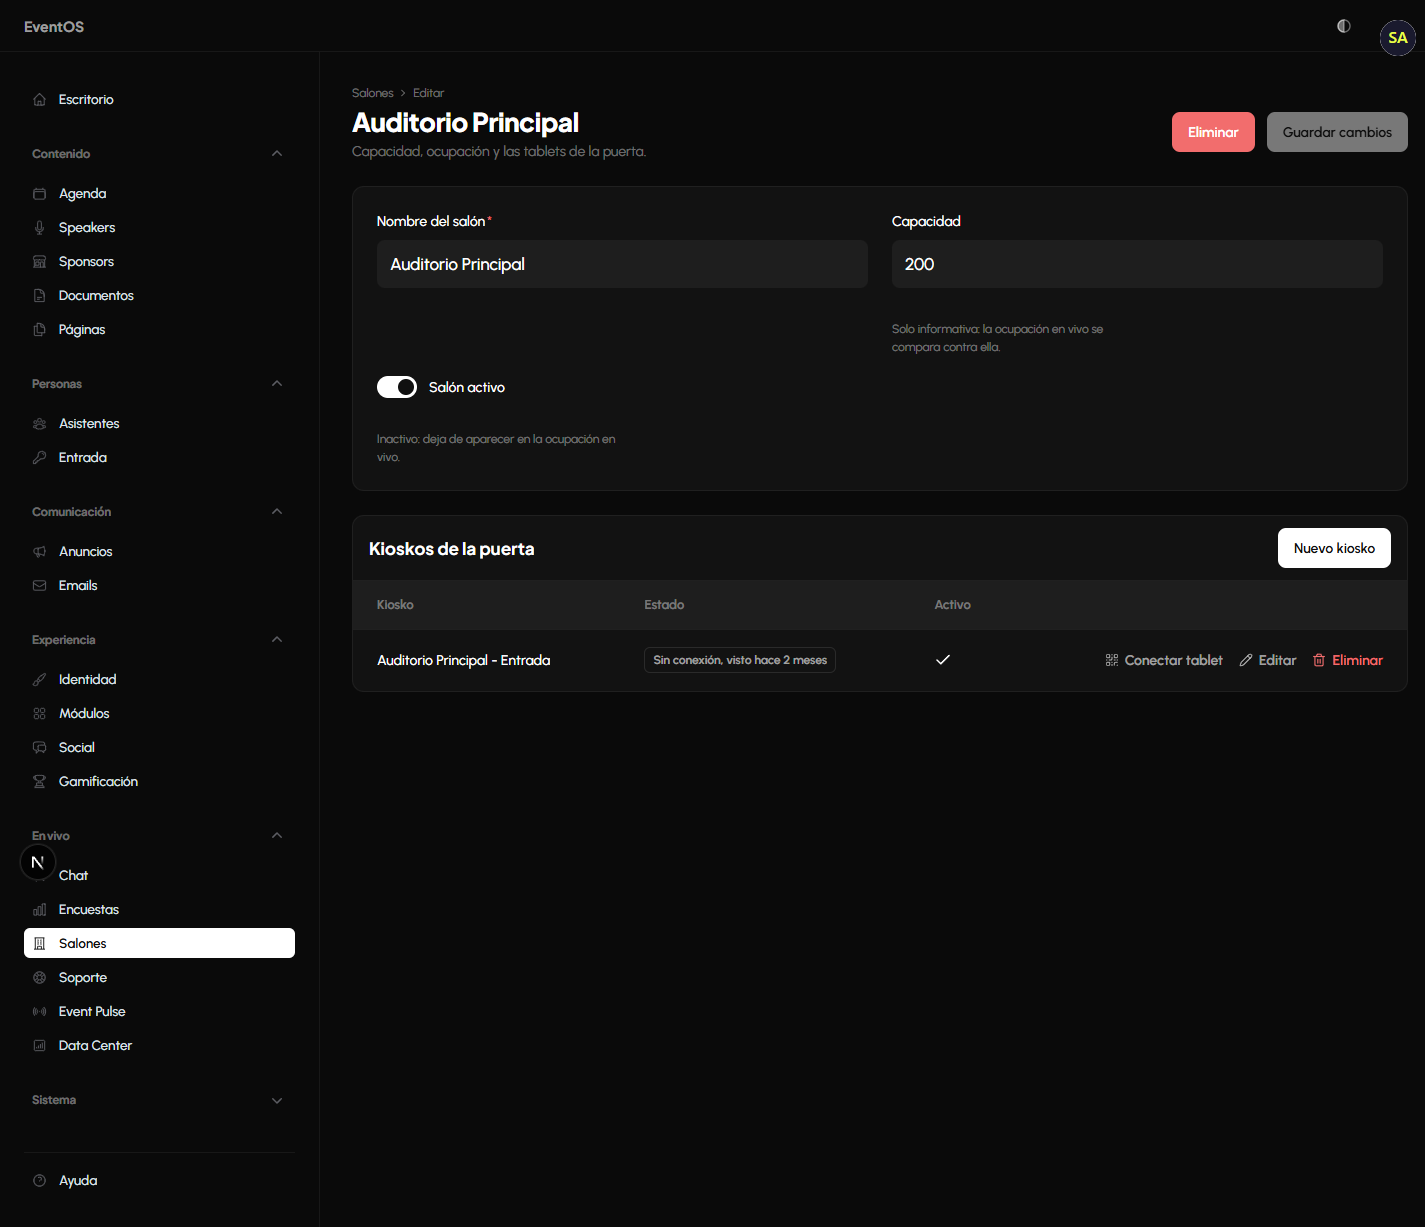 EventOS
SA
Escritorio
Contenido
Agenda
Speakers
Sponsors
Documentos
Páginas
Personas
Asistentes
Entrada
Comunicación
Anuncios
Emails
Experiencia
Identidad
Módulos
Social
Gamificación
En vivo
N
Chat
Encuestas
Salones
Soporte
Event Pulse
Data Center
Sistema
Ayuda
Salones > Editar
Auditorio Principal
Capacidad, ocupación y las tablets de la puerta.
Eliminar
Guardar cambios
Nombre del salón*
Auditorio Principal
Capacidad
200
Solo informativa: la ocupación en vivo se
compara contra ella.
Salón activo
Inactivo: deja de aparecer en la ocupación en
vivo.
Kioskos de la puerta
Nuevo kiosko
Kiosko Estado Activo
Auditorio Principal - Entrada Sin conexión, visto hace 2 meses Conectar tablet Editar Eliminar